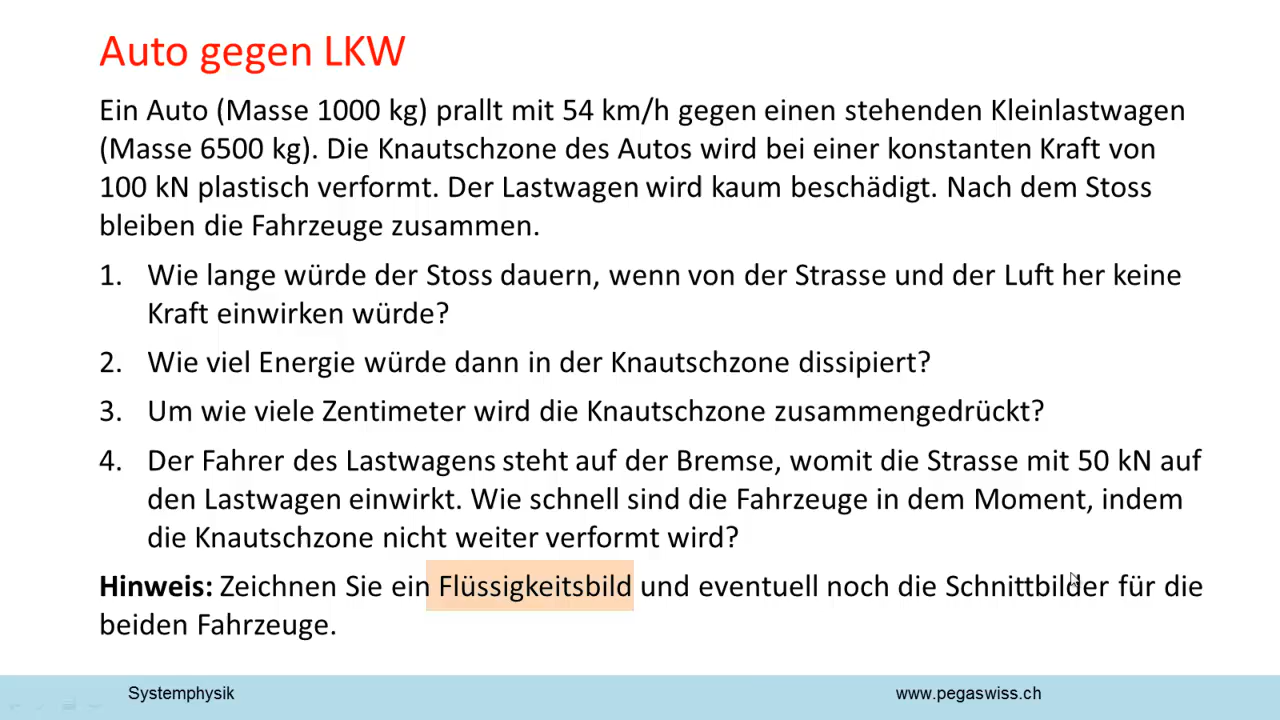 Auto gegen LKW
Ein Auto (Masse 1000 kg) prallt mit 54 km/h gegen einen stehenden Kleinlastwagen
(Masse 6500 kg). Die Knautschzone des Autos wird bei einer konstanten Kraft von
100 kN plastisch verformt. Der Lastwagen wird kaum beschädigt. Nach dem Stoss
bleiben die Fahrzeuge zusammen.
1. Wie lange würde der Stoss dauern, wenn von der Strasse und der Luft her keine
Kraft einwirken würde?
2. Wie viel Energie würde dann in der Knautschzone dissipiert?
3. Um wie viele Zentimeter wird die Knautschzone zusammengedrückt?
4. Der Fahrer des Lastwagens steht auf der Bremse, womit die Strasse mit 50 kN auf
den Lastwagen einwirkt. Wie schnell sind die Fahrzeuge in dem Moment, indem
die Knautschzone nicht weiter verformt wird?
Hinweis: Zeichnen Sie ein Flüssigkeitsbild und eventuell noch die Schnittbilder für die
beiden Fahrzeuge.
Systemphysik
www.pegaswiss.ch